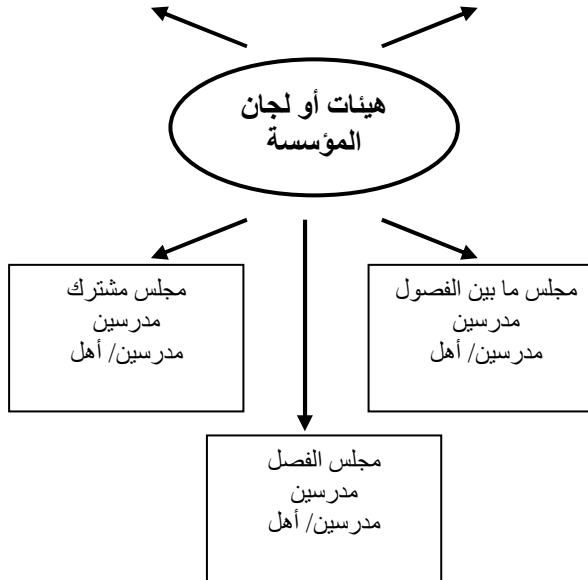 هيئات أو لجان
المؤسسة
مجلس ما بين الفصول
مدرسين
مدرسين/ أهل
مجلس مشترك
مدرسين
مدرسين/ أهل
مجلس الفصل
مدرسين
مدرسين/ أهل